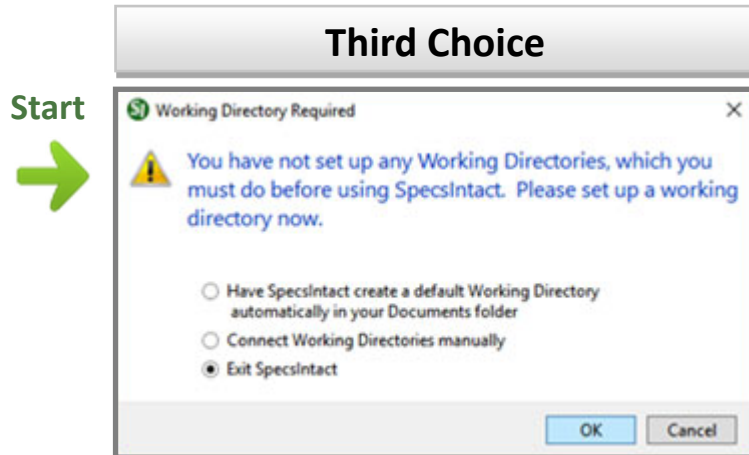 Third Choice
Start
SI Working Directory Required
You have not set up any Working Directories, which you
must do before using SpecsIntact. Please set up a working
directory now.
Have SpecsIntact create a default Working Directory
automatically in your Documents folder
Connect Working Directories manually
Exit SpecsIntact
OK Cancel